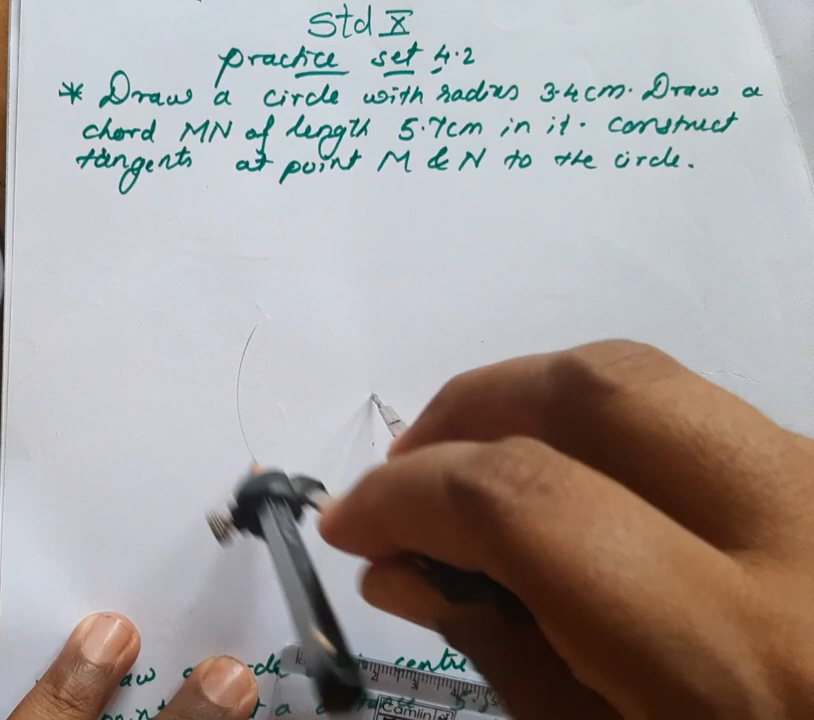 Std X
practice set 4.2
* Draw a circle with radius 3.4cm. Draw a
chord MN of length 5.7cm in it. construct
tangents at point M & N to the circle.
centre
a
Camlin